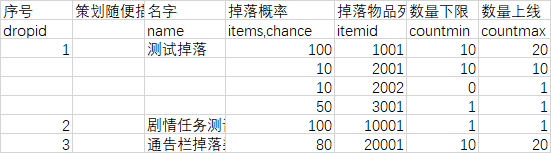 序号 策划随便描 名字 掉落概率 掉落物品列 数量下限 数量上线
dropid name items,chance itemid countmin countmax
1 测试掉落 100 1001 10 20
10 2001 10 10
10 2002 0 1
50 3001 1 1
2 剧情任务测 100 10001 1 1
3 通告栏掉落 80 20001 10 20